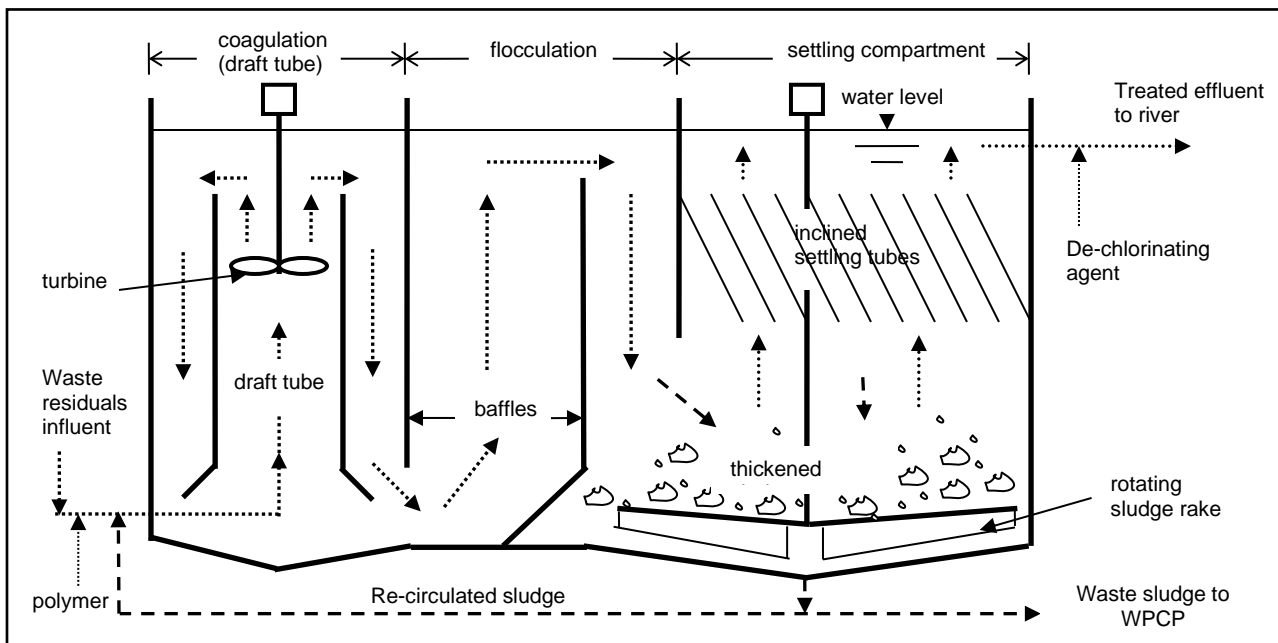 coagulation
(draft tube)
flocculation
settling compartment
water level
Treated effluent
to river
inclined
settling tubes
De-chlorinating
agent
turbine
draft tube
Waste
residuals
influent
baffles
thickened
rotating
sludge rake
polymer
Re-circulated sludge
Waste sludge to
WPCP